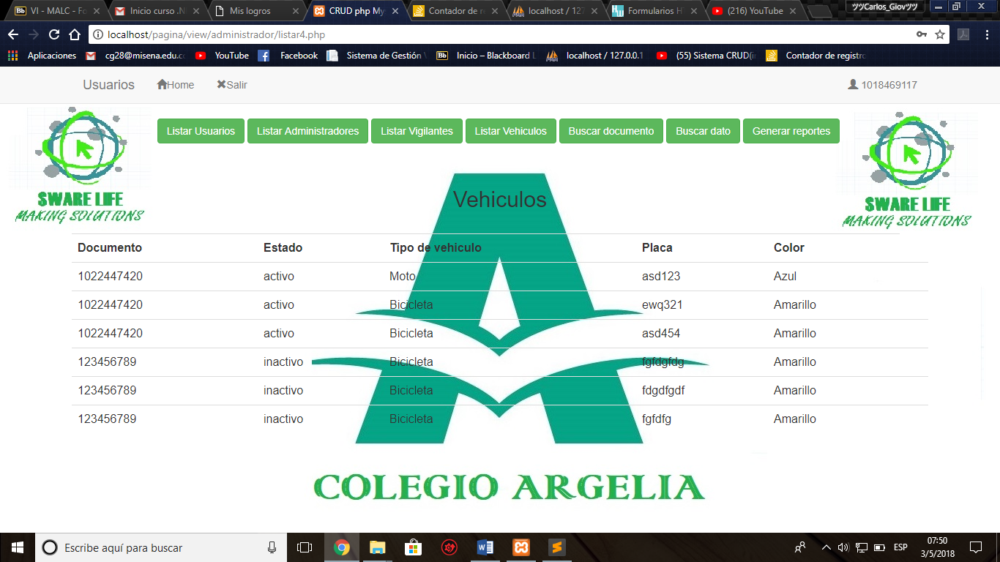 VI - MALC - Fo
Inicio curso .N
Mis logros
CRUD php My
Contador de re
localhost / 127
Formularios H
(216) YouTube
ツツCarlos_Giovツツ
localhost/pagina/view/administrador/listar4.php
Aplicaciones
cg28@misena.edu.c
YouTube
Facebook
Sistema de Gestión V
Bb Inicio – Blackboard L
localhost / 127.0.0.1
(55) Sistema CRUD(in
Contador de registro
Usuarios Home Salir 1018469117
Listar Usuarios Listar Administradores Listar Vigilantes Listar Vehiculos Buscar documento Buscar dato Generar reportes
SWARE LIFE
MAKING SOLUTIONS
SWARE LIFE
MAKING SOLUTIONS
Vehiculos
Documento Estado Tipo de vehiculo Placa Color
1022447420 activo Moto asd123 Azul
1022447420 activo Bicicleta ewq321 Amarillo
1022447420 activo Bicicleta asd454 Amarillo
123456789 inactivo Bicicleta fgfdgfdg Amarillo
123456789 inactivo Bicicleta fdgdfgdf Amarillo
123456789 inactivo Bicicleta fgfdfg Amarillo
COLEGIO ARGELIA
Escribe aquí para buscar
ESP
07:50
3/5/2018